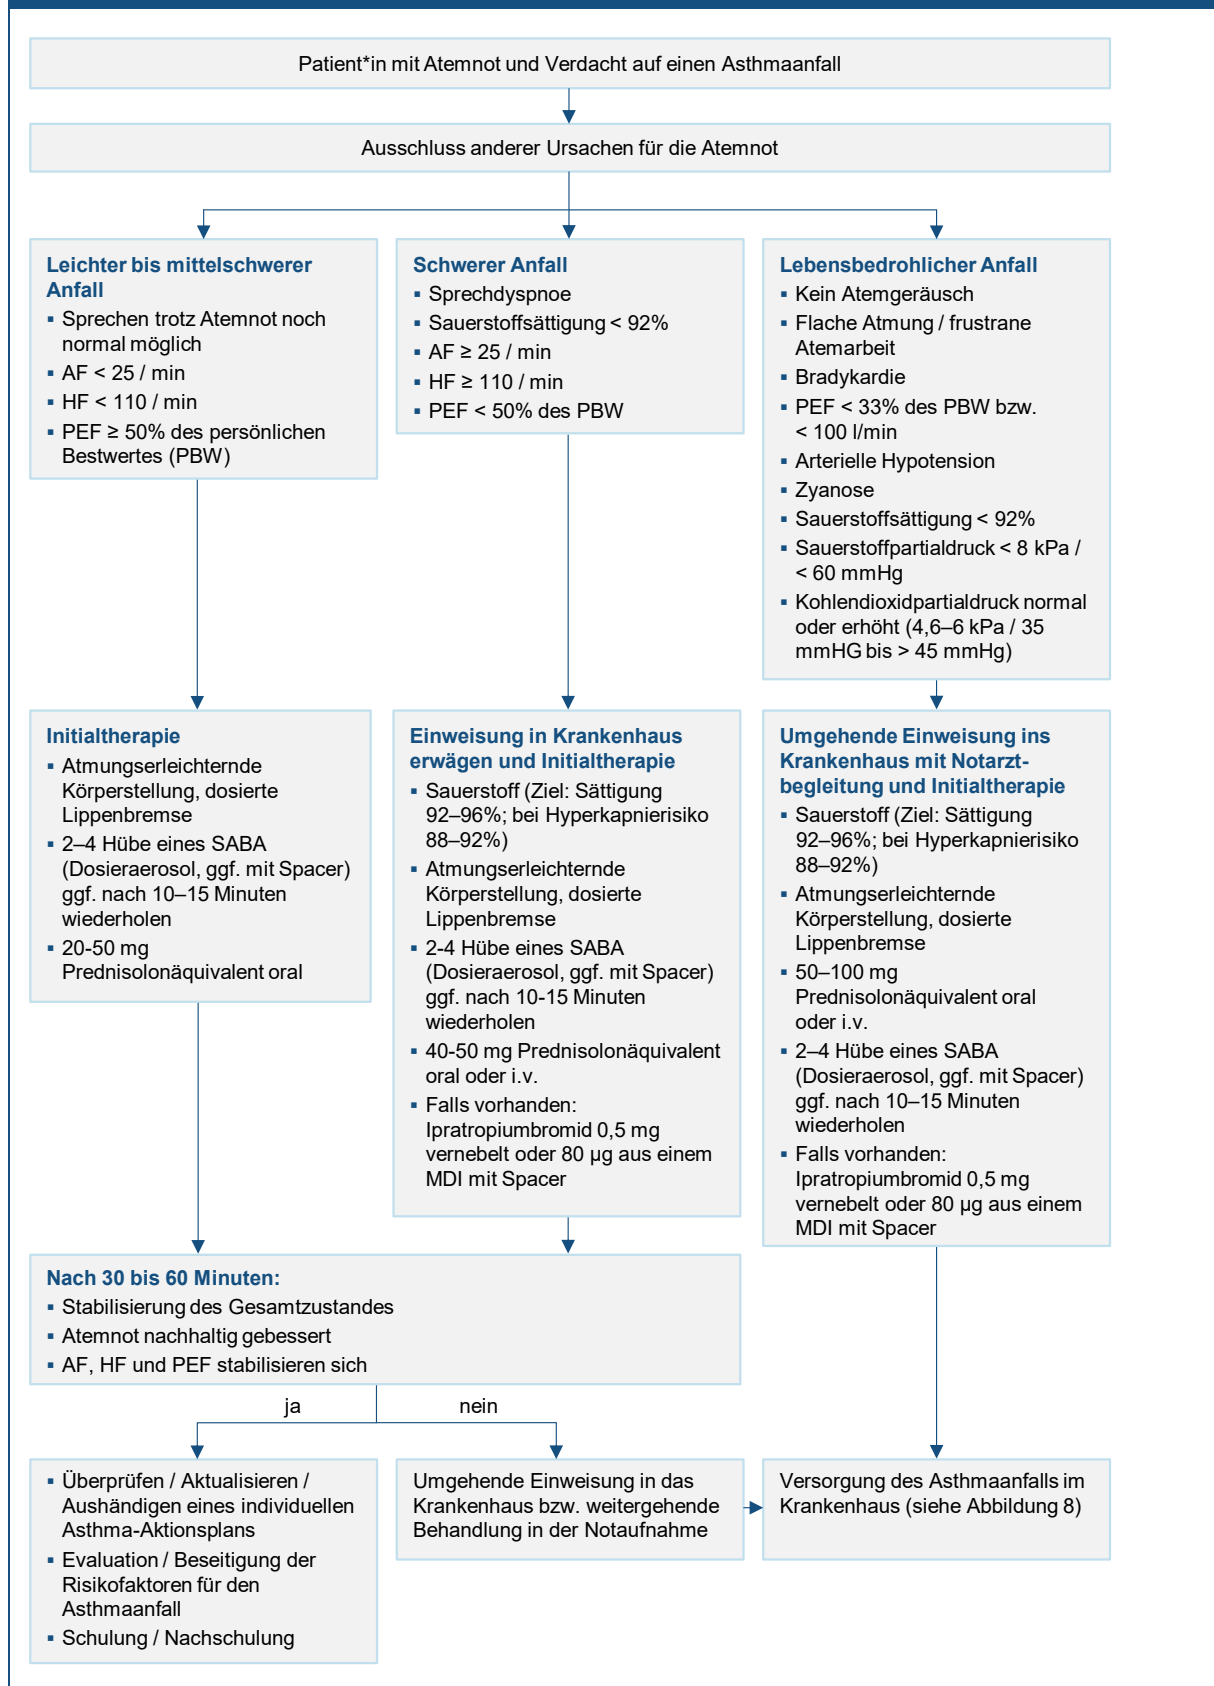 Patient*in mit Atemnot und Verdacht auf einen Asthmaanfall
Ausschluss anderer Ursachen für die Atemnot
Leichter bis mittelschwerer
Anfall
▪ Sprechen trotz Atemnot noch
normal möglich
▪ AF < 25 / min
▪ HF < 110 / min
▪ PEF ≥ 50% des persönlichen
Bestwertes (PBW)
Schwerer Anfall
▪ Sprechdyspnoe
▪ Sauerstoffsättigung < 92%
▪ AF ≥ 25 / min
▪ HF ≥ 110 / min
▪ PEF < 50% des PBW
Lebensbedrohlicher Anfall
▪ Kein Atemgeräusch
▪ Flache Atmung / frustrane
Atemarbeit
▪ Bradykardie
▪ PEF < 33% des PBW bzw.
< 100 l/min
▪ Arterielle Hypotension
▪ Zyanose
▪ Sauerstoffsättigung < 92%
▪ Sauerstoffpartialdruck < 8 kPa /
< 60 mmHg
▪ Kohlendioxidpartialdruck normal
oder erhöht (4,6–6 kPa / 35
mmHG bis > 45 mmHg)
Initialtherapie
▪ Atmungserleichternde
Körperstellung, dosierte
Lippenbremse
▪ 2–4 Hübe eines SABA
(Dosieraerosol, ggf. mit Spacer)
ggf. nach 10–15 Minuten
wiederholen
▪ 20-50 mg
Prednisolonäquivalent oral
Einweisung in Krankenhaus
erwägen und Initialtherapie
▪ Sauerstoff (Ziel: Sättigung
92–96%; bei Hyperkapnierisiko
88–92%)
▪ Atmungserleichternde
Körperstellung, dosierte
Lippenbremse
▪ 2-4 Hübe eines SABA
(Dosieraerosol, ggf. mit Spacer)
ggf. nach 10-15 Minuten
wiederholen
▪ 40-50 mg Prednisolonäquivalent
oral oder i.v.
▪ Falls vorhanden:
Ipratropiumbromid 0,5 mg
vernebelt oder 80 µg aus einem
MDI mit Spacer
Umgehende Einweisung ins
Krankenhaus mit Notarzt-
begleitung und Initialtherapie
▪ Sauerstoff (Ziel: Sättigung
92–96%; bei Hyperkapnierisiko
88–92%)
▪ Atmungserleichternde
Körperstellung, dosierte
Lippenbremse
▪ 50–100 mg
Prednisolonäquivalent oral
oder i.v.
▪ 2–4 Hübe eines SABA
(Dosieraerosol, ggf. mit Spacer)
ggf. nach 10–15 Minuten
wiederholen
▪ Falls vorhanden:
Ipratropiumbromid 0,5 mg
vernebelt oder 80 µg aus einem
MDI mit Spacer
Nach 30 bis 60 Minuten:
▪ Stabilisierung des Gesamtzustandes
▪ Atemnot nachhaltig gebessert
▪ AF, HF und PEF stabilisieren sich
ja
nein
▪ Überprüfen / Aktualisieren /
Aushändigen eines individuellen
Asthma-Aktionsplans
▪ Evaluation / Beseitigung der
Risikofaktoren für den
Asthmaanfall
▪ Schulung / Nachschulung
Umgehende Einweisung in das
Krankenhaus bzw. weitergehende
Behandlung in der Notaufnahme
Versorgung des Asthmaanfalls im
Krankenhaus (siehe Abbildung 8)